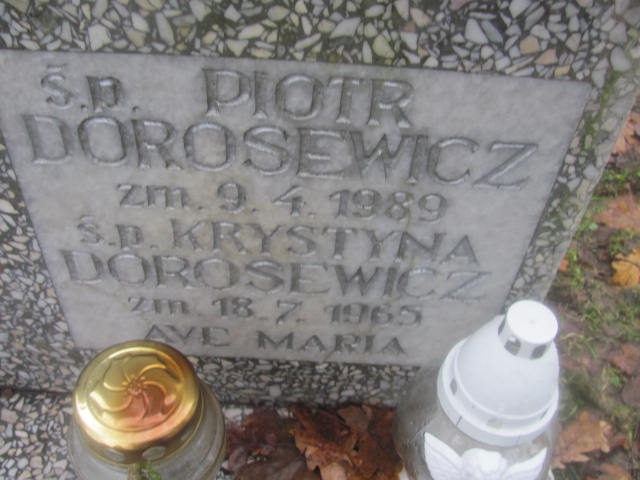 ś.p. PIOTR
DOROSEWICZ
zm. 9. 4. 1989
ś.p. KRYSTYNA
DOROSEWICZ
zm 18. 7. 1965
AVE MARIA